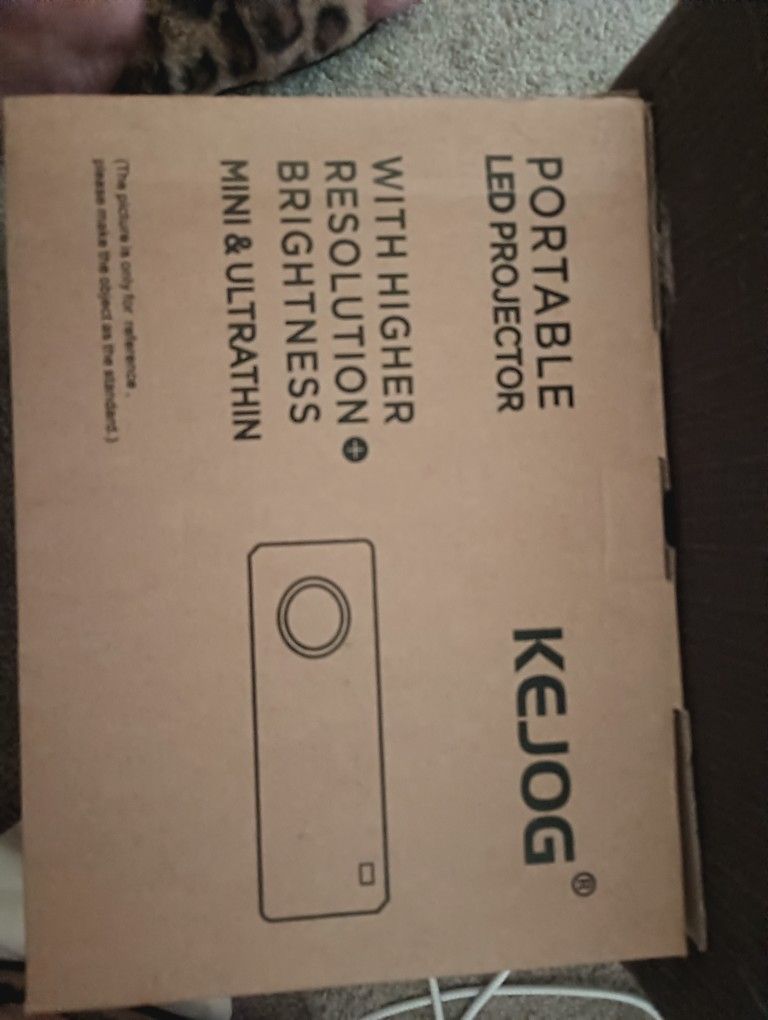 PORTABLE
LED PROJECTOR
KEJOG®
WITH HIGHER
RESOLUTION +
BRIGHTNESS
MINI & ULTRATHIN
(The picture is only for reference,
please make the object as the standard.)